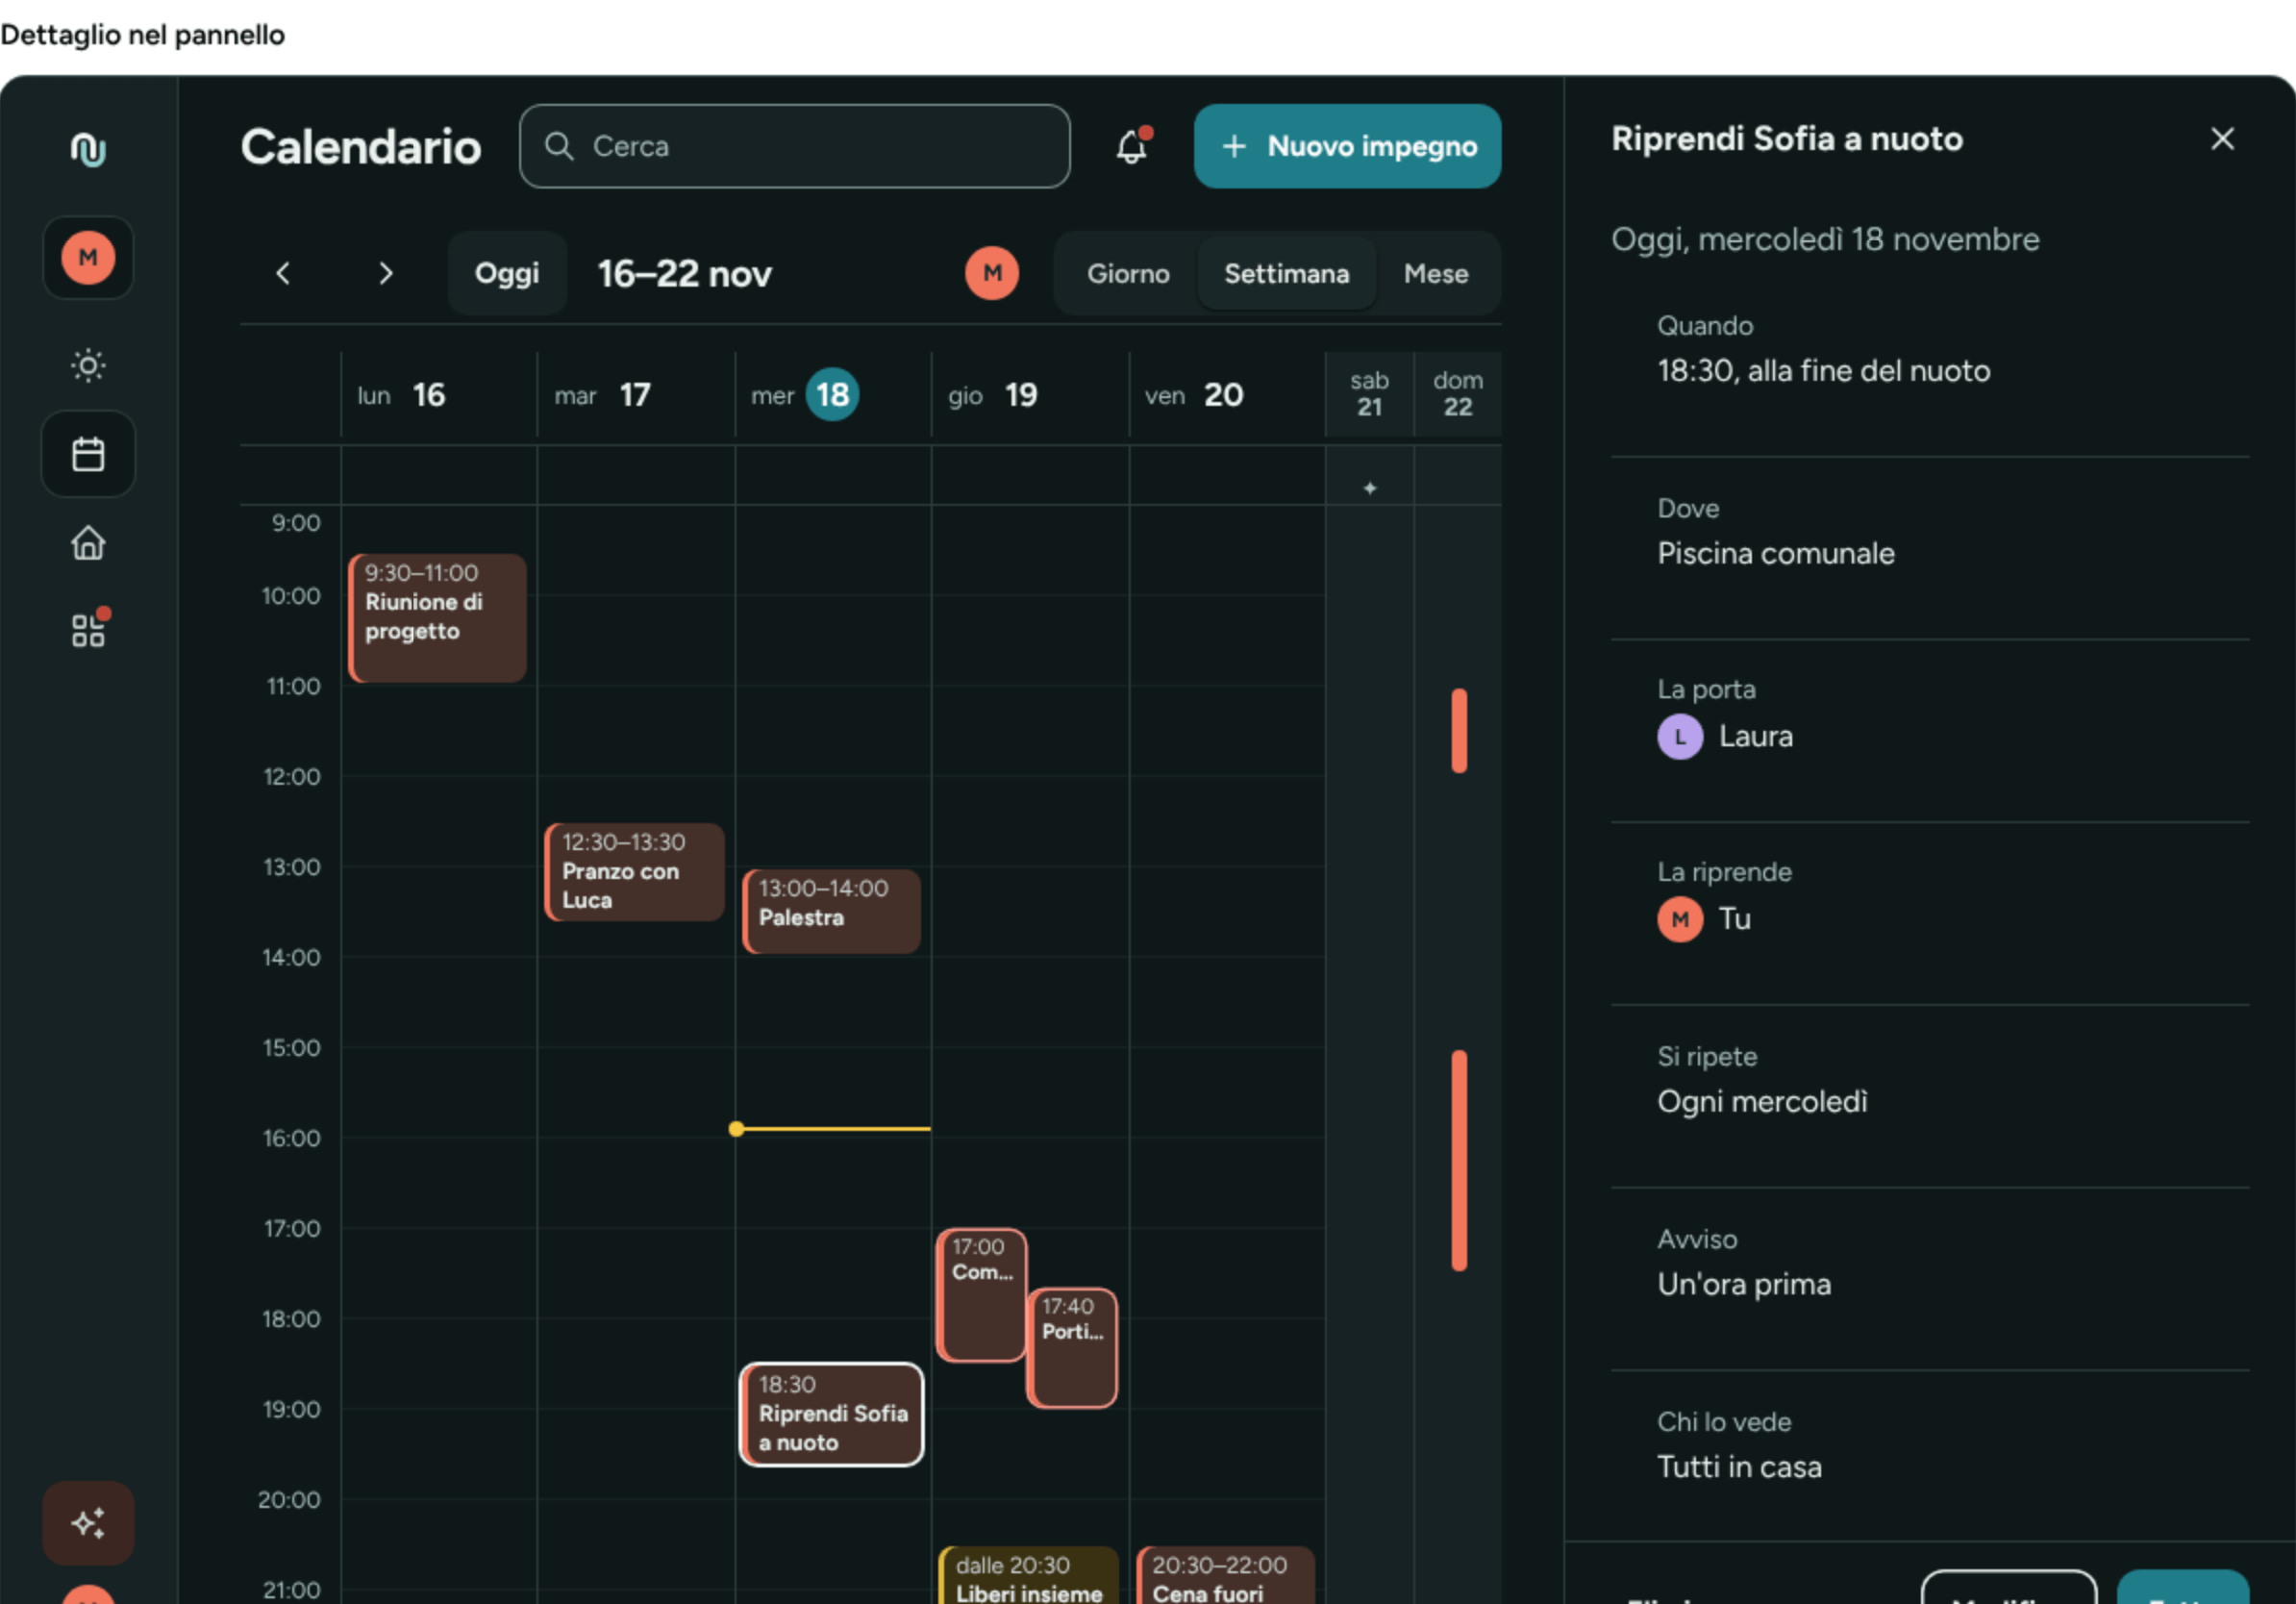 Dettaglio nel pannello
Calendario
Cerca
Nuovo impegno
M
Oggi
16–22 nov
M
Giorno
Settimana
Mese
lun 16
mar 17
mer 18
gio 19
ven 20
sab
21
dom
22
9:00
10:00
11:00
12:00
13:00
14:00
15:00
16:00
17:00
18:00
19:00
20:00
21:00
9:30–11:00
Riunione di
progetto
12:30–13:30
Pranzo con
Luca
13:00–14:00
Palestra
18:30
Riprendi Sofia
a nuoto
17:00
Com...
17:40
Porti...
dalle 20:30
Liberi insieme
20:30–22:00
Cena fuori
Riprendi Sofia a nuoto
Oggi, mercoledì 18 novembre
Quando
18:30, alla fine del nuoto
Dove
Piscina comunale
La porta
L Laura
La riprende
M Tu
Si ripete
Ogni mercoledì
Avviso
Un'ora prima
Chi lo vede
Tutti in casa